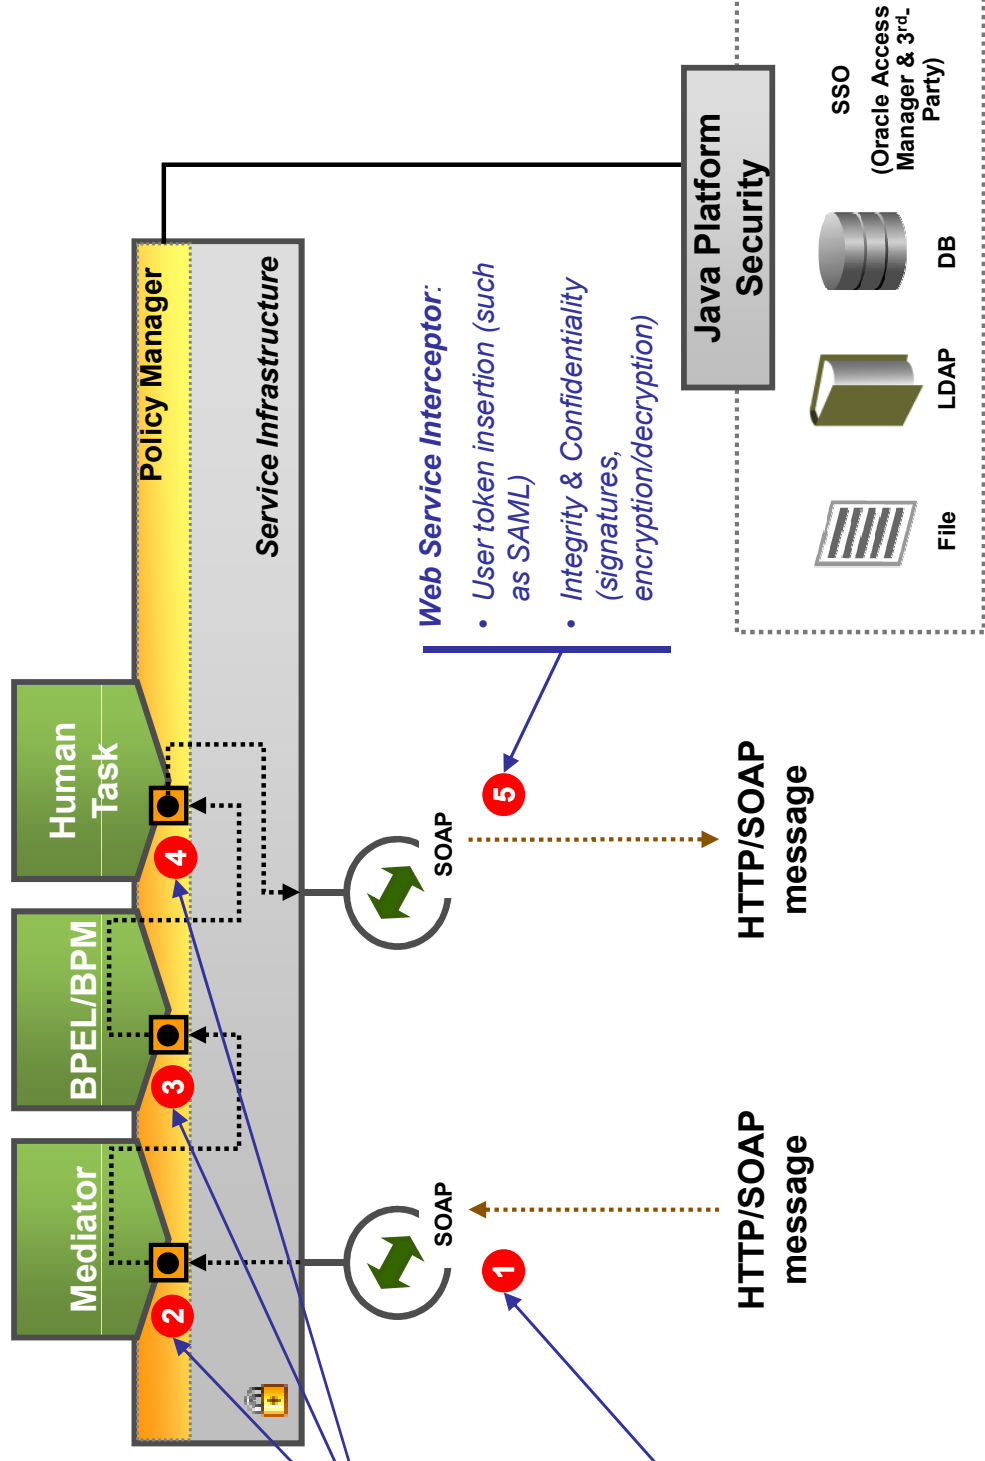 Mediator
BPEL/BPM
Human
Task
Policy Manager
Service Infrastructure
2
3
4
SOAP
SOAP
1
5
HTTP/SOAP
message
HTTP/SOAP
message
Web Service Interceptor:
• User token insertion (such
as SAML)
• Integrity & Confidentiality
(signatures,
encryption/decryption)
Java Platform
Security
File
LDAP
DB
SSO
(Oracle Access
Manager & 3rd-
Party)